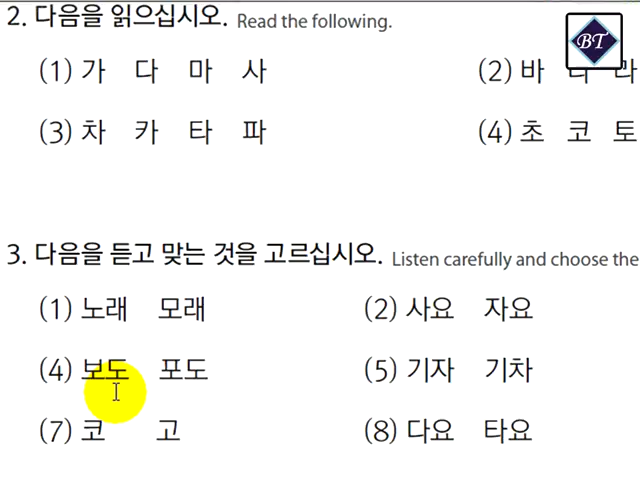 2. 다음을 읽으십시오. Read the following.
BT
(1) 가 다 마 사 (2) 바 라
(3) 차 카 타 파 (4) 초 코 토
3. 다음을 듣고 맞는 것을 고르십시오. Listen carefully and choose the
(1) 노래 모래 (2) 사요 자요
(4) 보도 포도 (5) 기자 기차
(7) 코 고 (8) 다요 타요